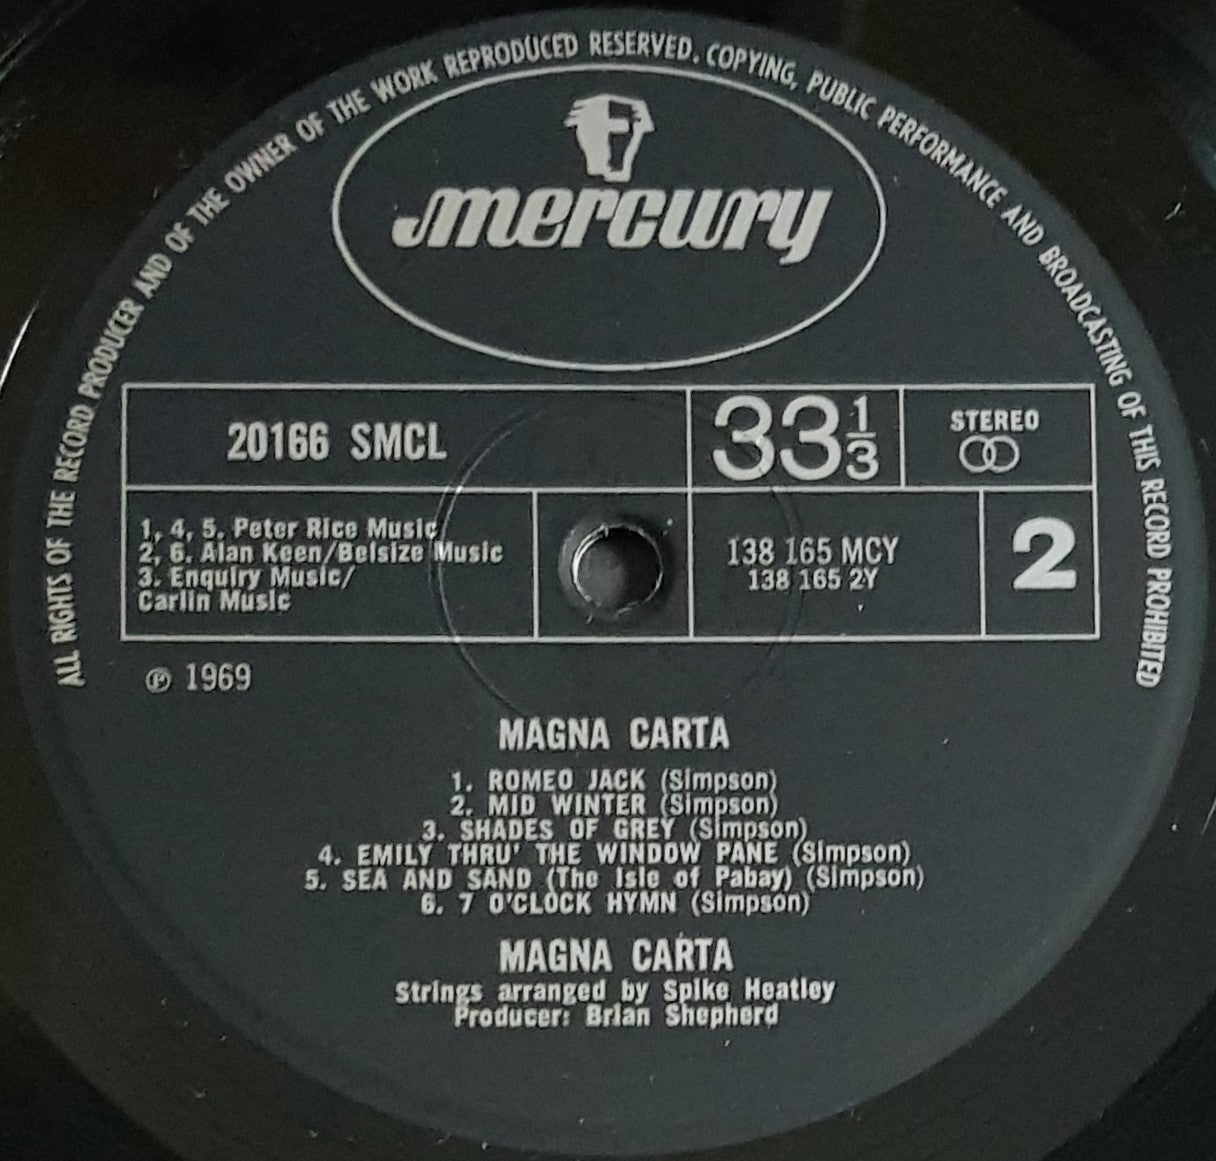 ALL RIGHTS OF THE RECORD PRODUCER AND OF THE OWNER OF THE WORK REPRODUCED RESERVED. COPYING, PUBLIC PERFORMANCE AND BROADCASTING OF THIS RECORD PROHIBITED
mercury
20166 SMCL
33 1/3
STEREO
1, 4, 5. Peter Rice Music
2, 6. Alan Keen/Belsize Music
3. Enquiry Music/
Carlin Music
138 165 MCY
138 165 2Y
2
℗ 1969
MAGNA CARTA
1. ROMEO JACK (Simpson)
2. MID WINTER (Simpson)
3. SHADES OF GREY (Simpson)
4. EMILY THRU' THE WINDOW PANE (Simpson)
5. SEA AND SAND (The Isle of Pabay) (Simpson)
6. 7 O'CLOCK HYMN (Simpson)
MAGNA CARTA
Strings arranged by Spike Heatley
Producer: Brian Shepherd